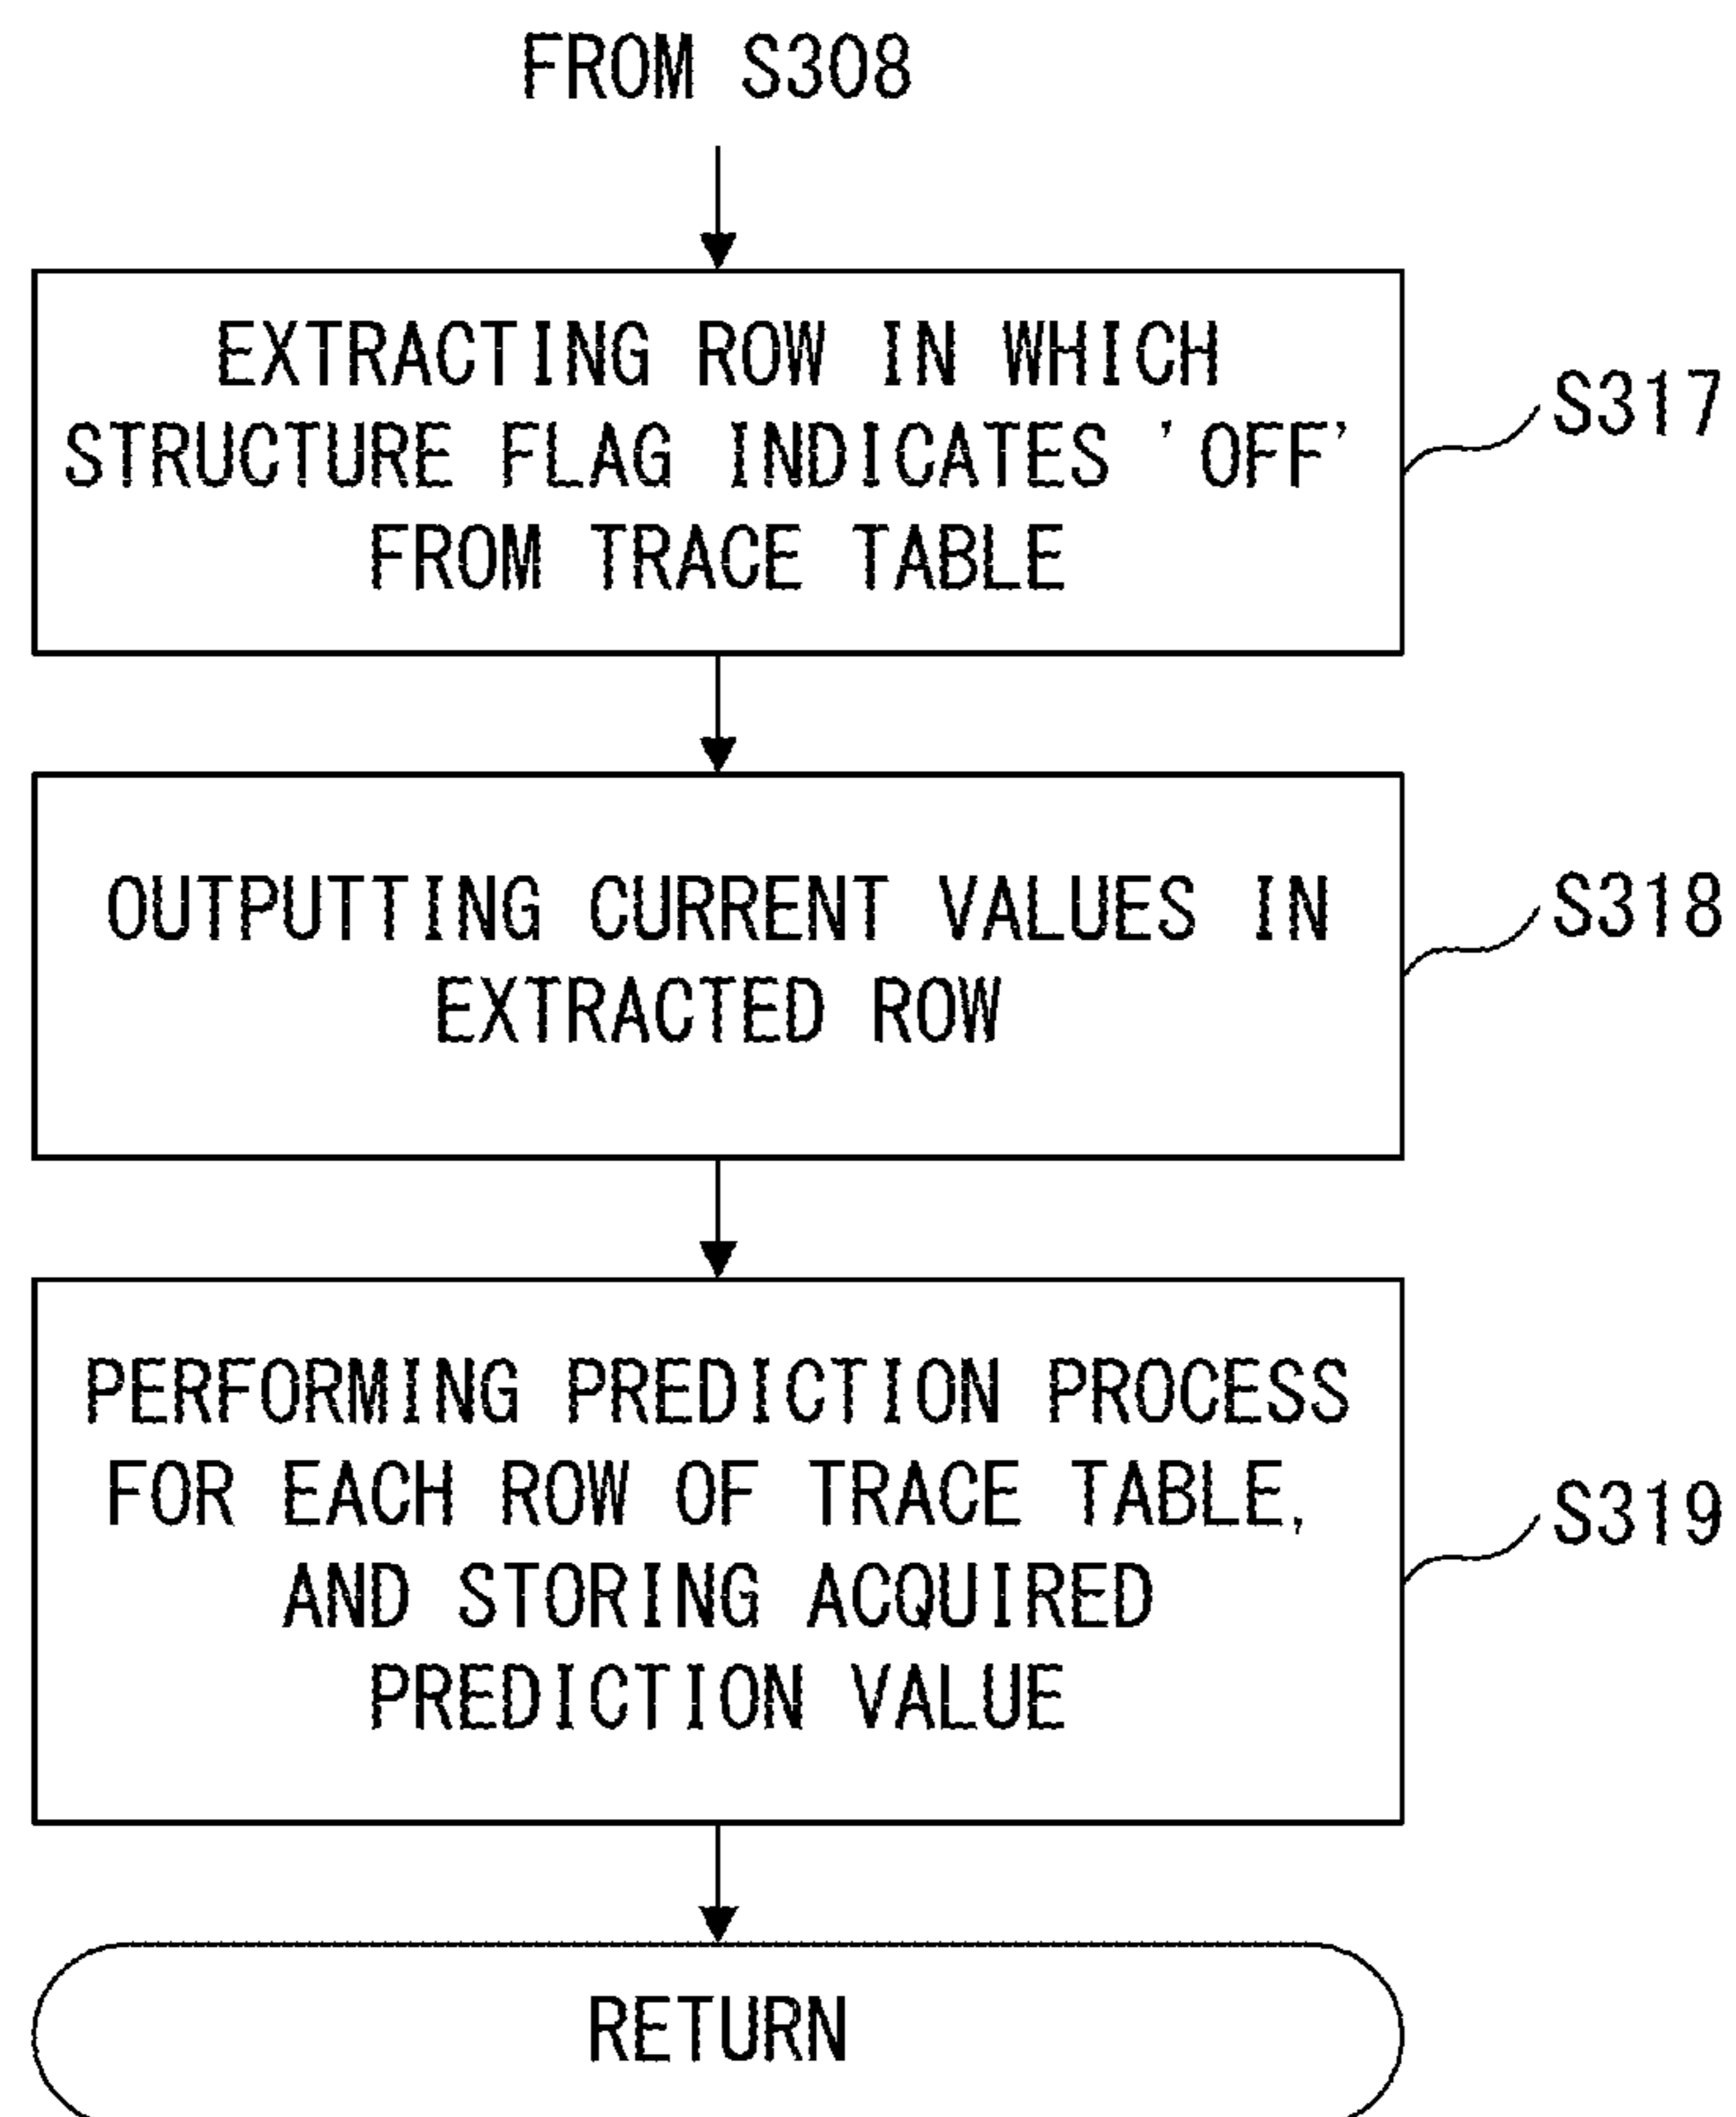 FROM S308
EXTRACTING ROW IN WHICH
STRUCTURE FLAG INDICATES 'OFF'
FROM TRACE TABLE
S317
OUTPUTTING CURRENT VALUES IN
EXTRACTED ROW
S318
PERFORMING PREDICTION PROCESS
FOR EACH ROW OF TRACE TABLE,
AND STORING ACQUIRED
PREDICTION VALUE
S319
RETURN